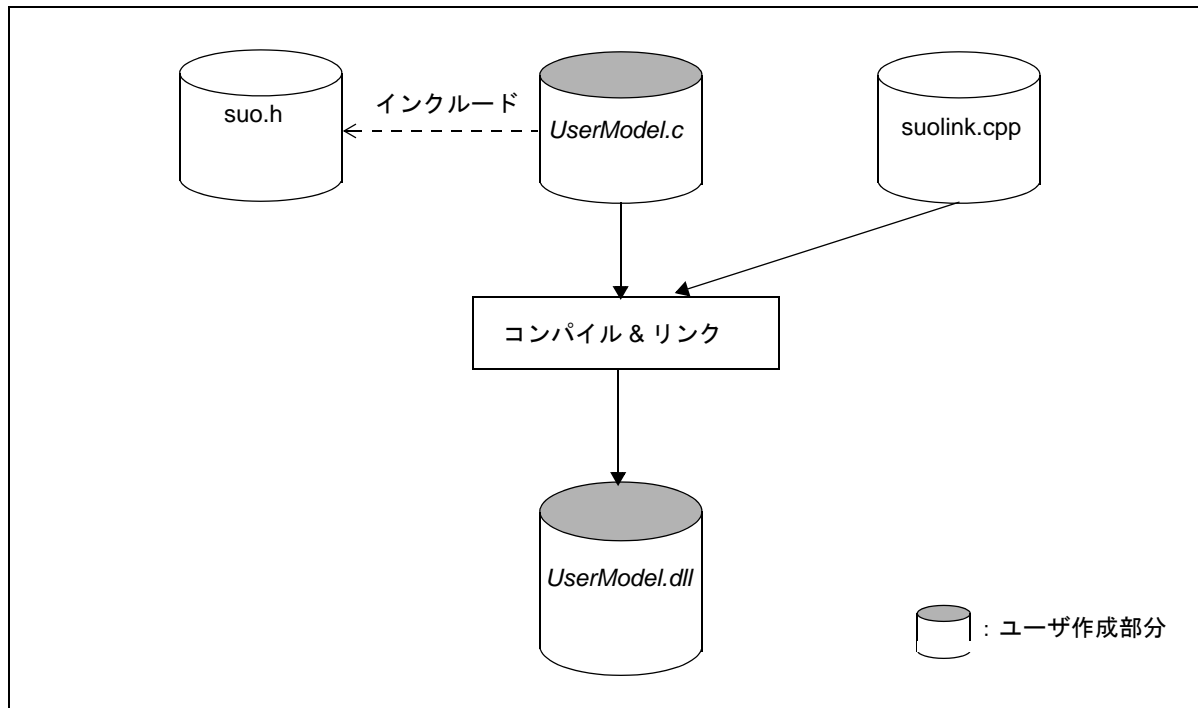 suo.h
インクルード
UserModel.c
suolink.cpp
コンパイル & リンク
UserModel.dll
: ユーザ作成部分